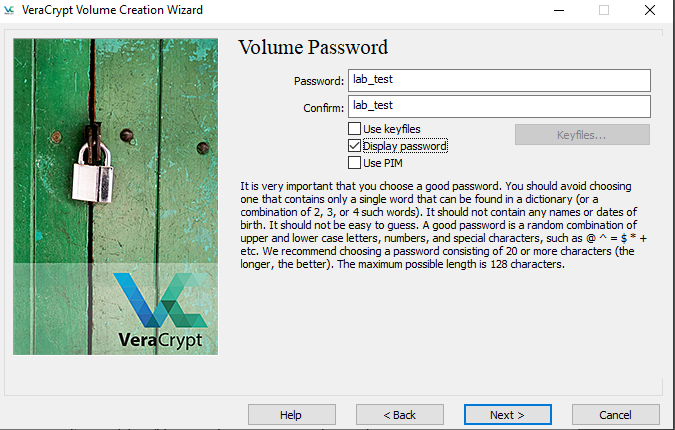 VeraCrypt Volume Creation Wizard
Volume Password
Password: lab_test
Confirm: lab_test
Use keyfiles
Keyfiles...
Display password
Use PIM
It is very important that you choose a good password. You should avoid choosing
one that contains only a single word that can be found in a dictionary (or a
combination of 2, 3, or 4 such words). It should not contain any names or dates of
birth. It should not be easy to guess. A good password is a random combination of
upper and lower case letters, numbers, and special characters, such as @ ^ = $ * +
etc. We recommend choosing a password consisting of 20 or more characters (the
longer, the better). The maximum possible length is 128 characters.
VeraCrypt
Help
< Back
Next >
Cancel